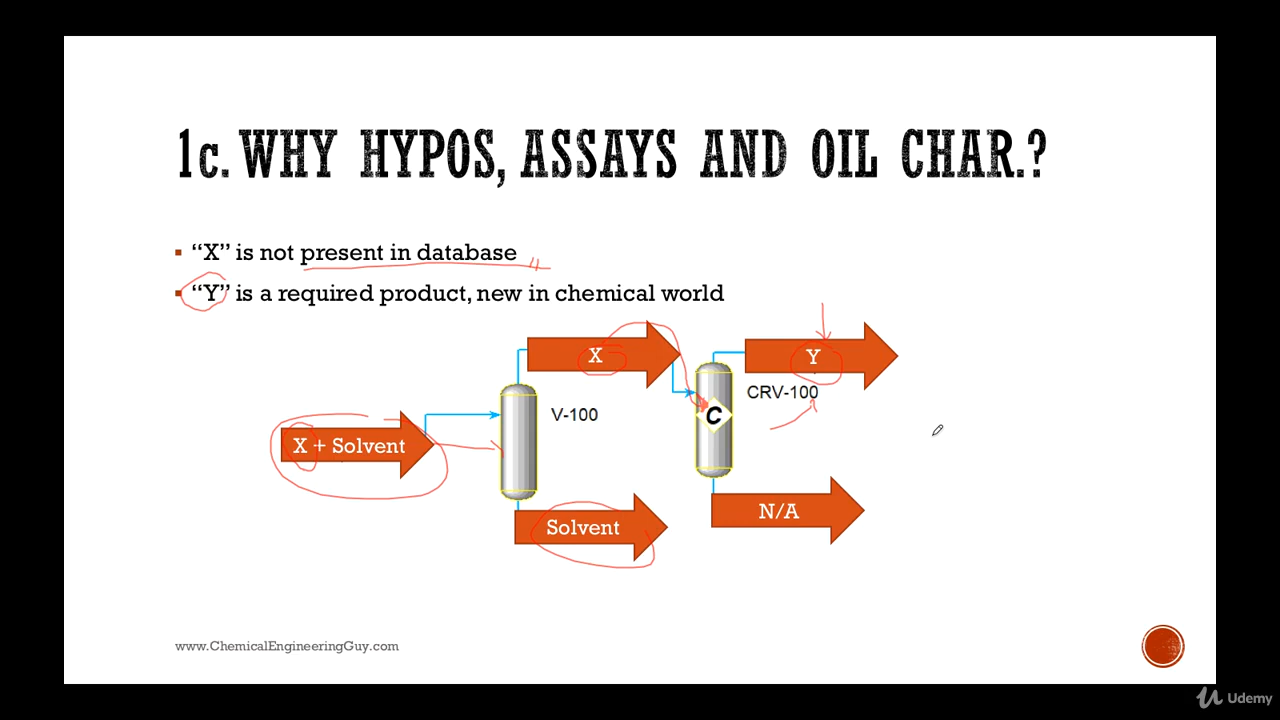 1c. WHY HYPOS, ASSAYS AND OIL CHAR.?
▪ “X” is not present in database
▪ “Y” is a required product, new in chemical world
X
Y
CRV-100
V-100
C
X + Solvent
Solvent
N/A
www.ChemicalEngineeringGuy.com
Udemy